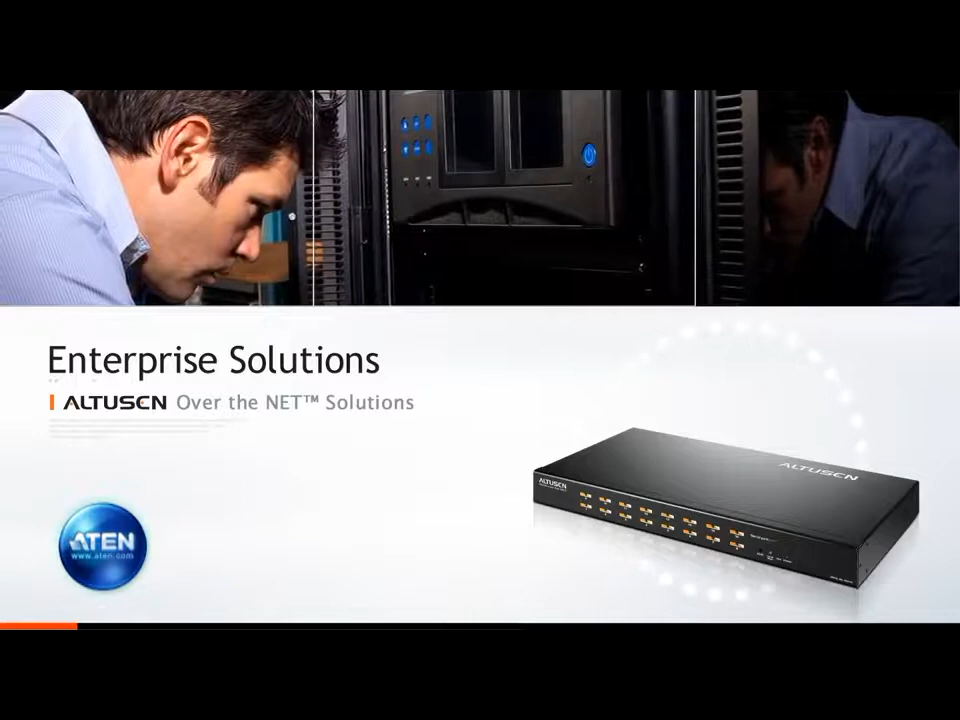 Enterprise Solutions
ALTUSEN Over the NET™ Solutions
ALTUSEN
ALTUSEN
ATEN
www.aten.com